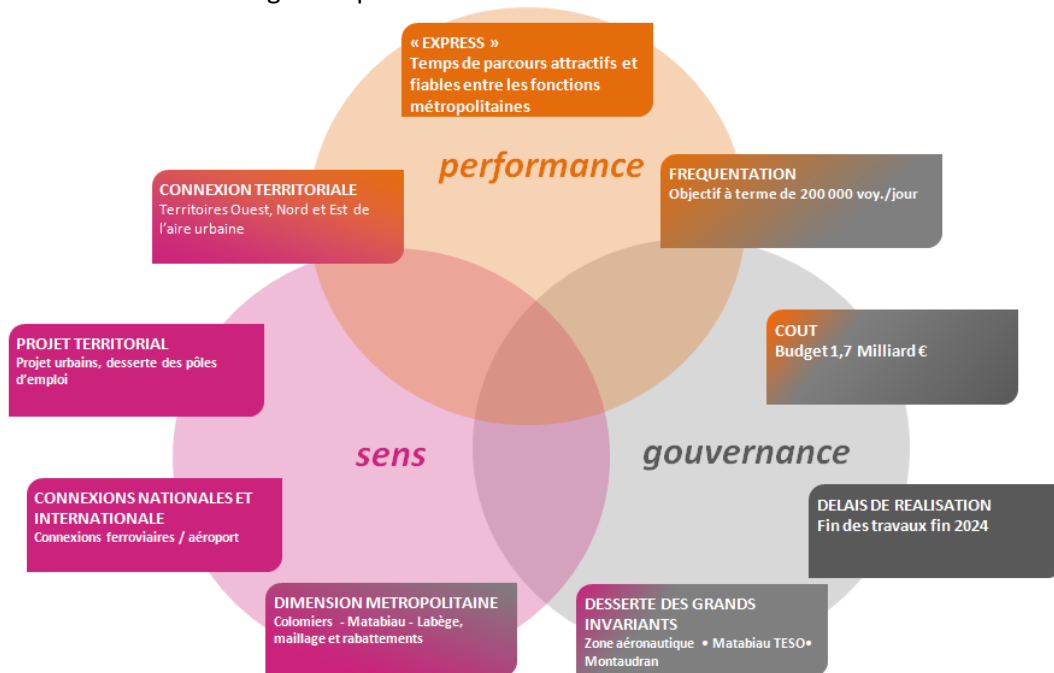 « EXPRESS »
Temps de parcours attractifs et
fiables entre les fonctions
métropolitaines
performance
CONNEXION TERRITORIALE
Territoires Ouest, Nord et Est de
l'aire urbaine
FREQUENTATION
Objectif à terme de 200 000 voy./jour
PROJET TERRITORIAL
Projet urbains, desserte des pôles
d'emploi
COUT
Budget 1,7 Milliard €
sens
gouvernance
CONNEXIONS NATIONALES ET
INTERNATIONALE
Connexions ferroviaires / aéroport
DELAIS DE REALISATION
Fin des travaux fin 2024
DIMENSION METROPOLITAINE
Colomiers - Matabiau - Labège,
maillage et rabattements
DESSERTE DES GRANDS
INVARIANTS
Zone aéronautique • Matabiau TESO•
Montaudran